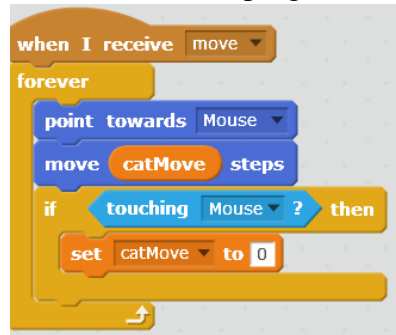 when I receive move
forever
point towards Mouse
move catMove steps
if touching Mouse ? then
set catMove to 0